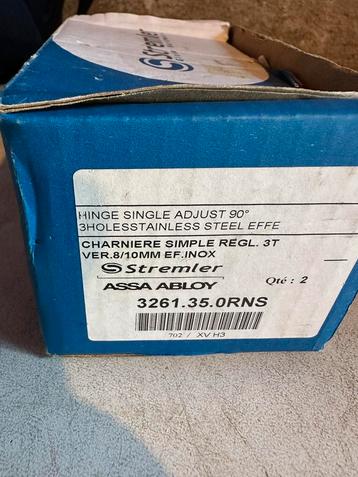 Stremler
HINGE SINGLE ADJUST 90°
3HOLESSTAINLESS STEEL EFFE
CHARNIERE SIMPLE REGL. 3T
VER.8/10MM EF.INOX
Stremler
ASSA ABLOY
Qté : 2
3261.35.0RNS
702 / XV H3